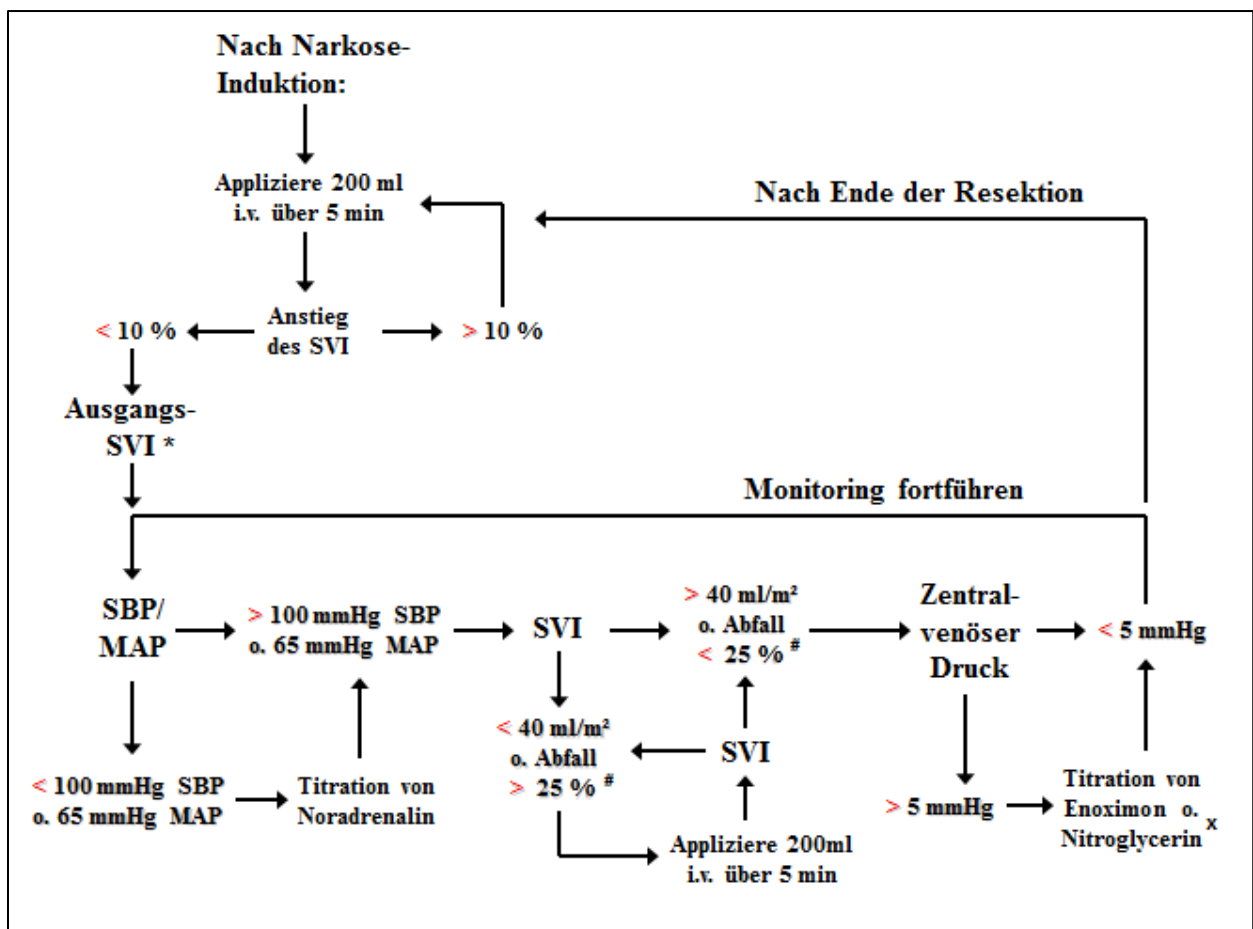 Nach Narkose-
Induktion:
Appliziere 200 ml
i.v. über 5 min
Nach Ende der Resektion
Anstieg
des SVI
< 10 %
> 10 %
Ausgangs-
SVI *
Monitoring fortführen
SBP/
MAP
> 100 mmHg SBP
o. 65 mmHg MAP
SVI
> 40 ml/m²
o. Abfall
< 25 % #
Zentral-
venöser
Druck
< 5 mmHg
< 100 mmHg SBP
o. 65 mmHg MAP
Titration von
Noradrenalin
< 40 ml/m²
o. Abfall
> 25 % #
SVI
Appliziere 200ml
i.v. über 5 min
> 5 mmHg
Titration von
Enoximon o.
Nitroglycerin x